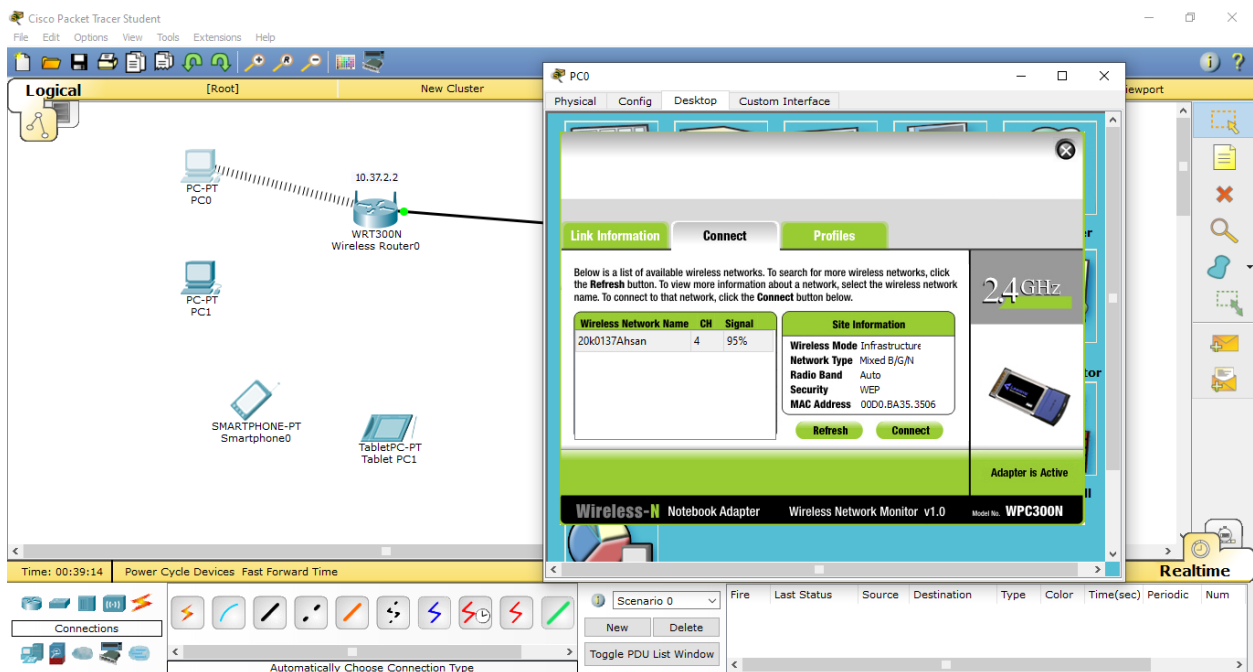 Cisco Packet Tracer Student
File Edit Options View Tools Extensions Help
Logical
[Root]
New Cluster
iewport
PC0
Physical Config Desktop Custom Interface
PC-PT
PC0
10.37.2.2
WRT300N
Wireless Router0
PC-PT
PC1
SMARTPHONE-PT
Smartphone0
TabletPC-PT
Tablet PC1
Link Information Connect Profiles
Below is a list of available wireless networks. To search for more wireless networks, click
the Refresh button. To view more information about a network, select the wireless network
name. To connect to that network, click the Connect button below.
Wireless Network Name CH Signal
20k0137Ahsan 4 95%
Site Information
Wireless Mode Infrastructure
Network Type Mixed B/G/N
Radio Band Auto
Security WEP
MAC Address 00D0.BA35.3506
Refresh Connect
2.4GHz
Adapter is Active
Wireless-N Notebook Adapter Wireless Network Monitor v1.0 Model No. WPC300N
r
tor
ll
Time: 00:39:14 Power Cycle Devices Fast Forward Time
Realtime
Connections
Automatically Choose Connection Type
Scenario 0
New Delete
Toggle PDU List Window
Fire Last Status Source Destination Type Color Time(sec) Periodic Num